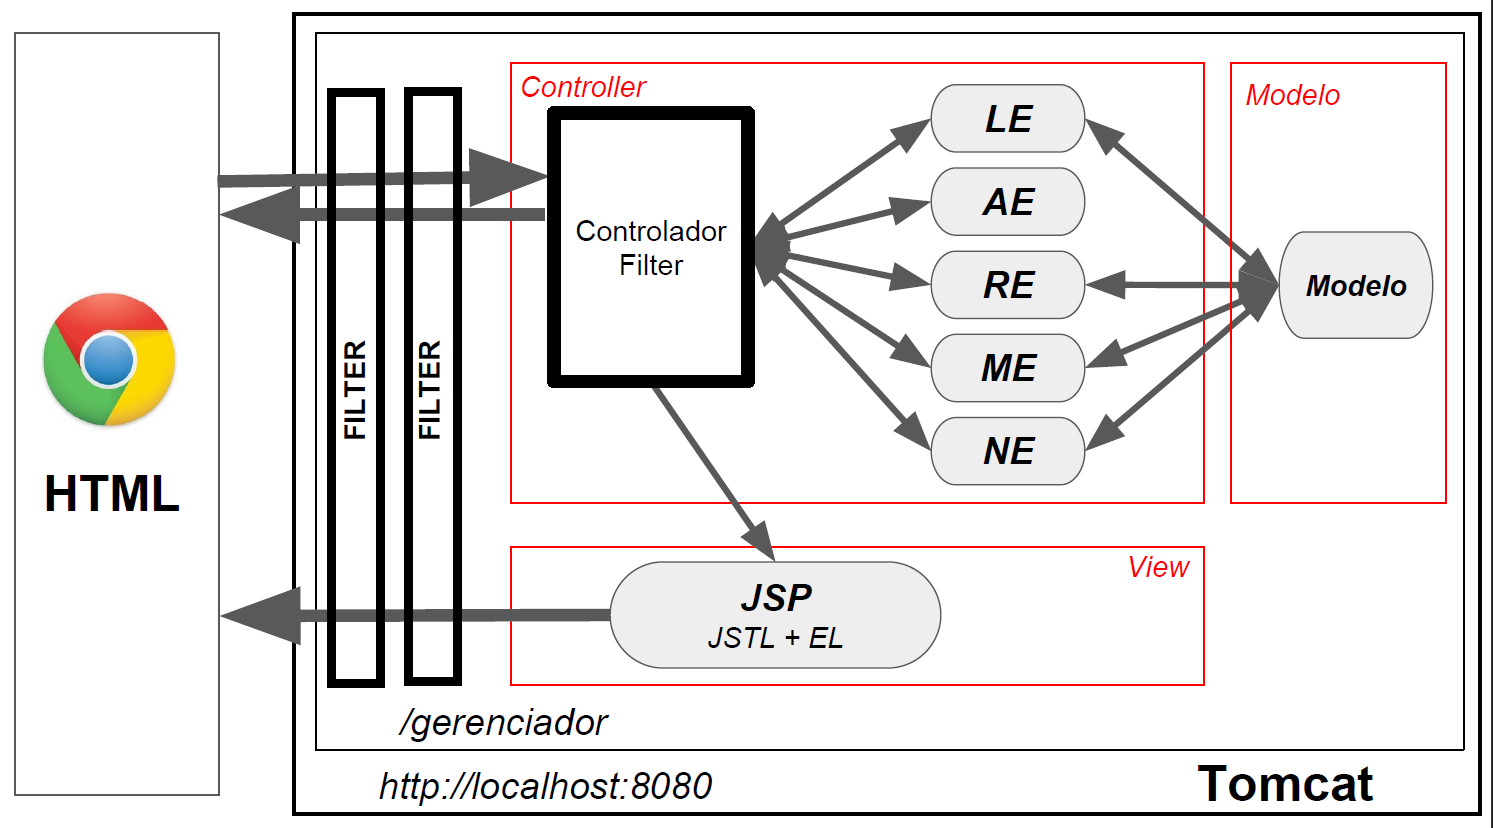 HTML
FILTER
FILTER
Controller
Controlador
Filter
LE
AE
RE
ME
NE
Modelo
Modelo
View
JSP
JSTL + EL
/gerenciador
http://localhost:8080
Tomcat